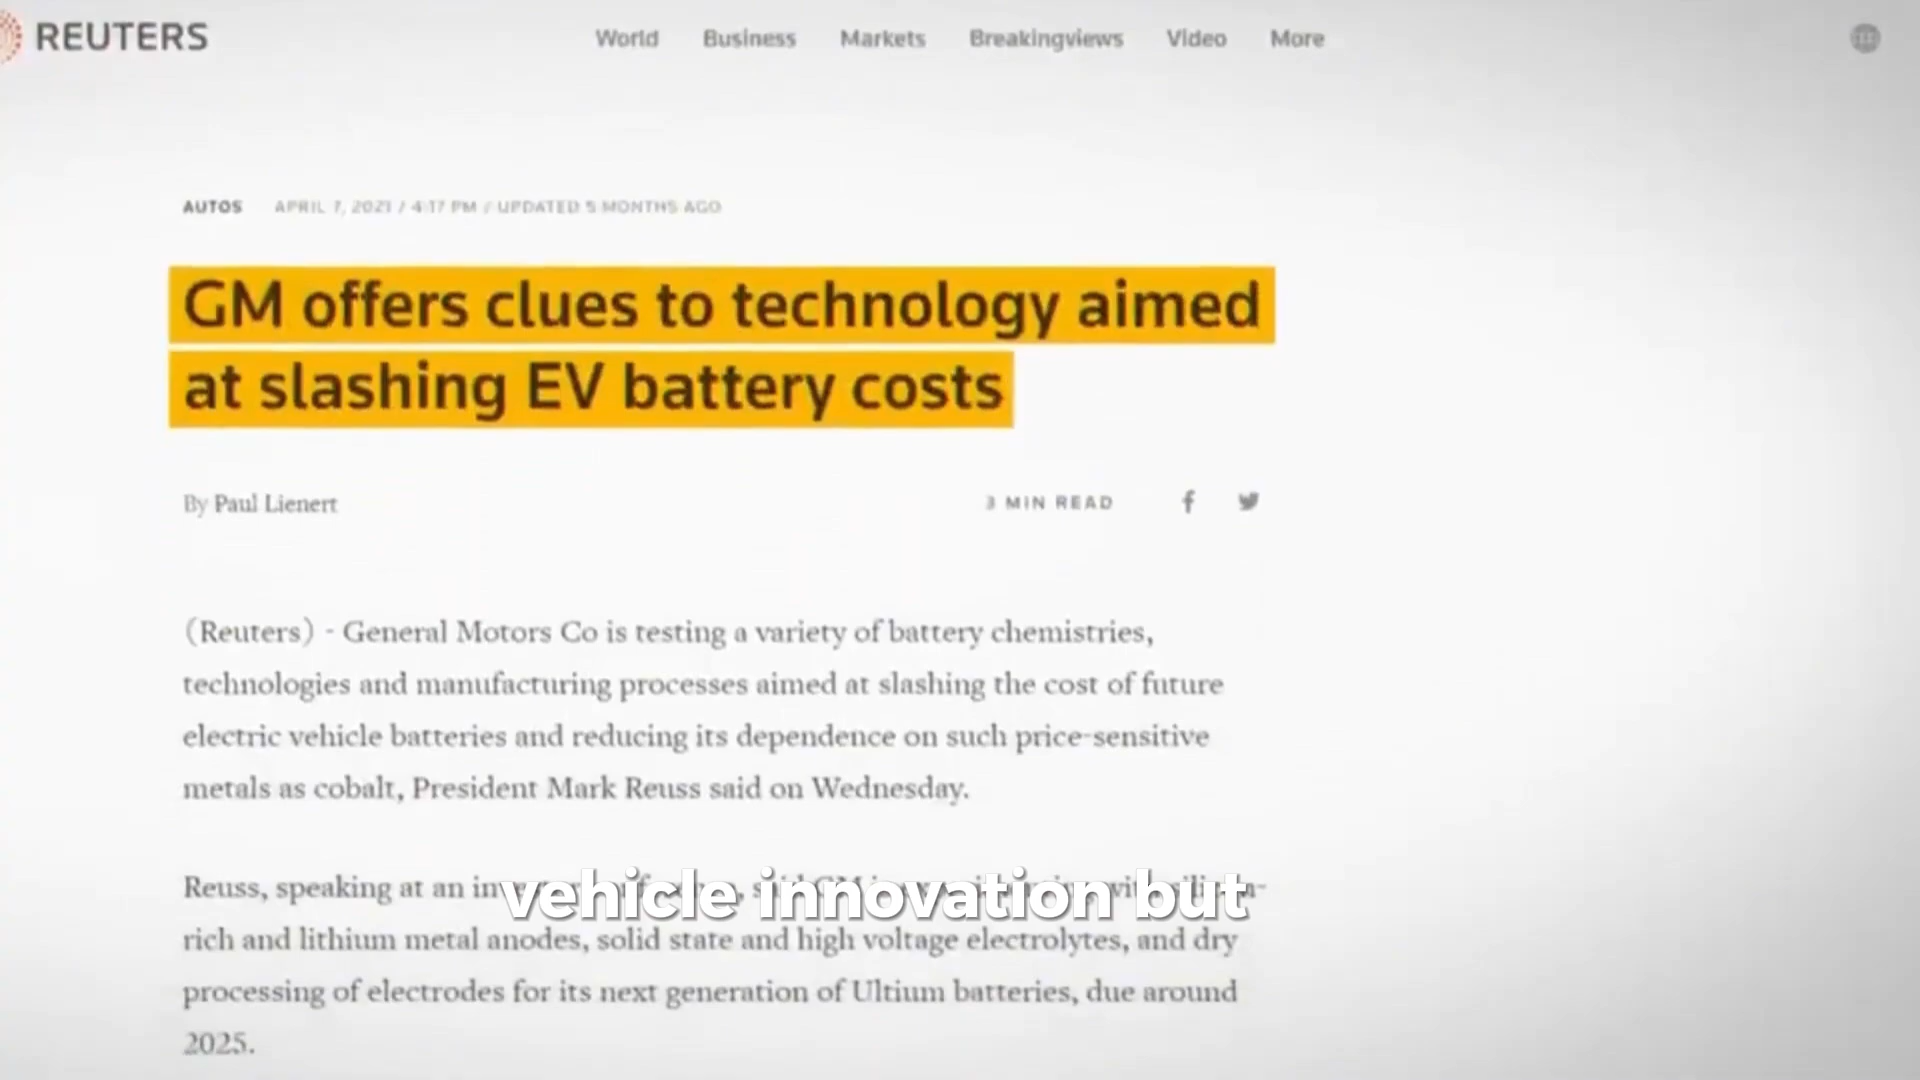 REUTERS
World Business Markets Breakingviews Video More
AUTOS APRIL 7, 2021 / 4:17 PM / UPDATED 5 MONTHS AGO
GM offers clues to technology aimed
at slashing EV battery costs
By Paul Lienert
3 MIN READ
(Reuters) - General Motors Co is testing a variety of battery chemistries,
technologies and manufacturing processes aimed at slashing the cost of future
electric vehicle batteries and reducing its dependence on such price-sensitive
metals as cobalt, President Mark Reuss said on Wednesday.
Reuss, speaking at an
vehicle innovation but
rich and lithium metal anodes, solid state and high voltage electrolytes, and dry
processing of electrodes for its next generation of Ultium batteries, due around
2025.